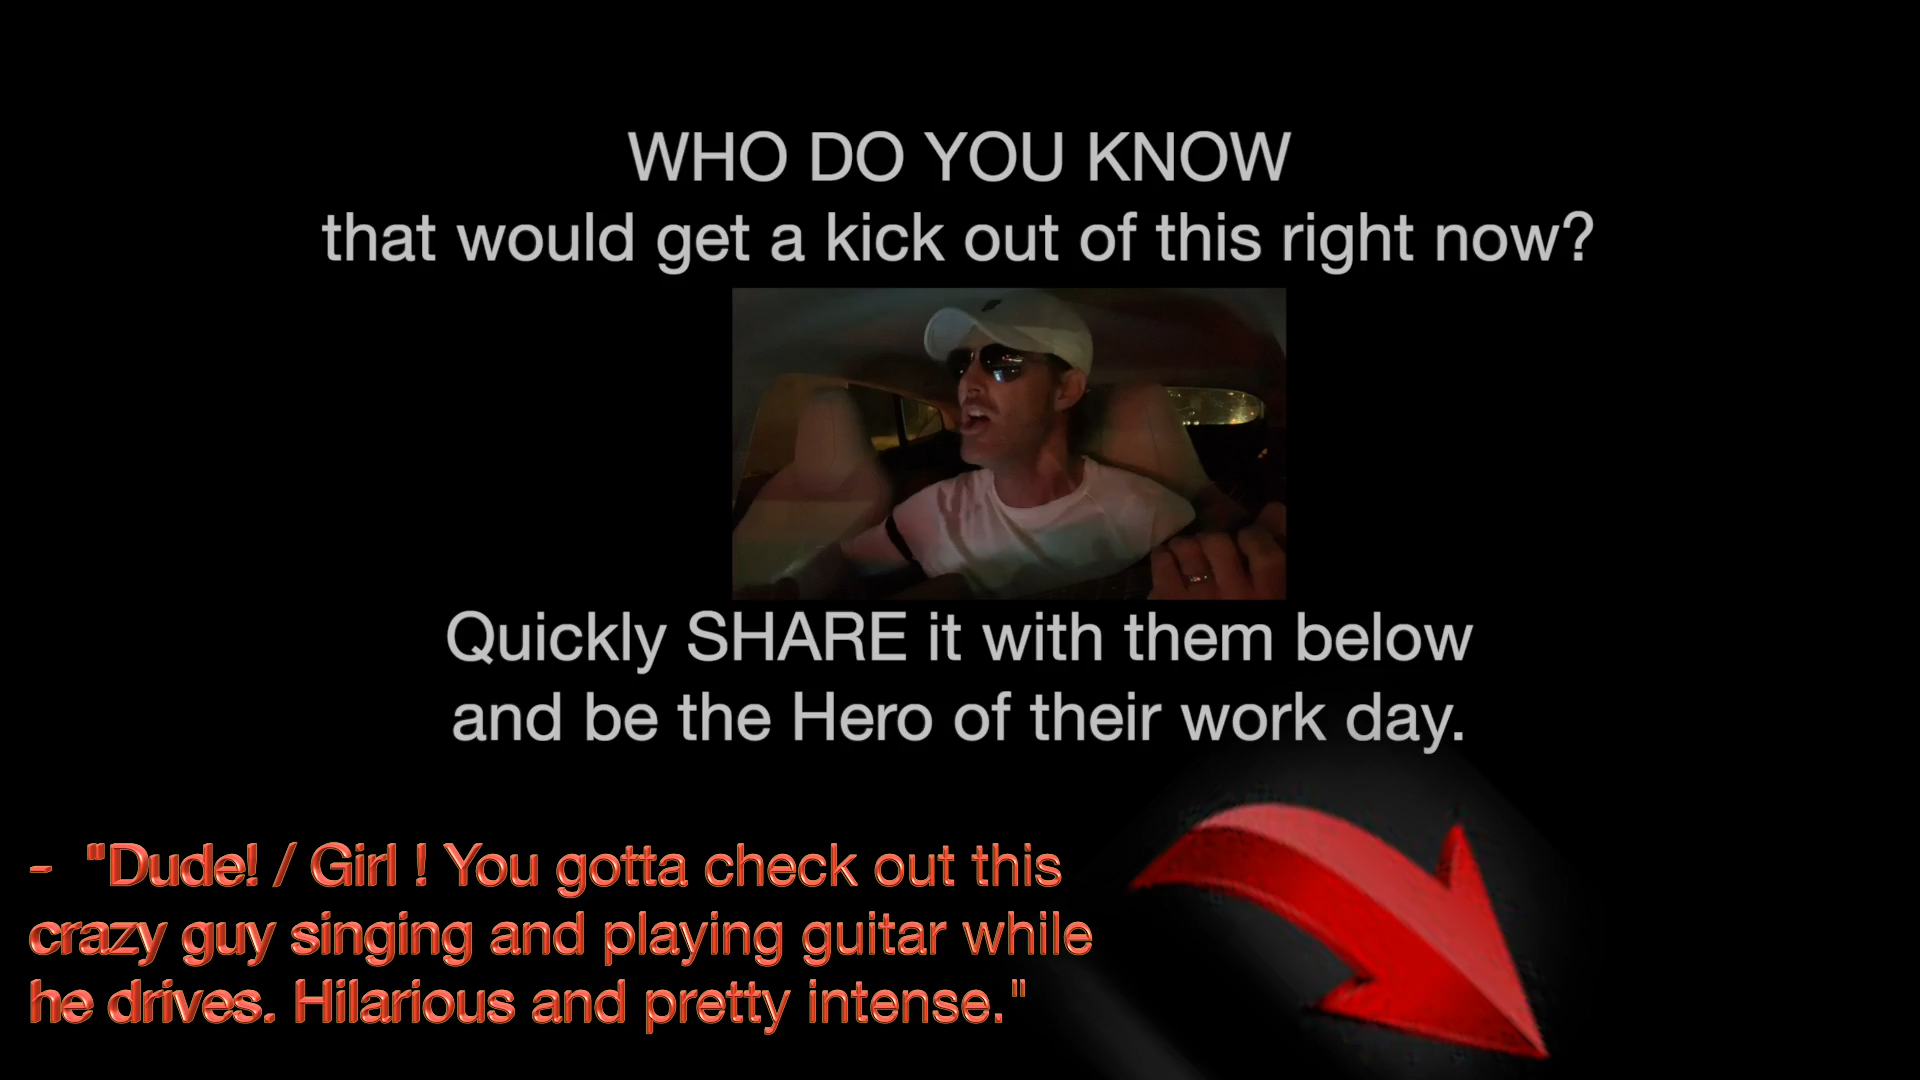 WHO DO YOU KNOW
that would get a kick out of this right now?
Quickly SHARE it with them below
and be the Hero of their work day.
- "Dude! / Girl ! You gotta check out this
crazy guy singing and playing guitar while
he drives. Hilarious and pretty intense."